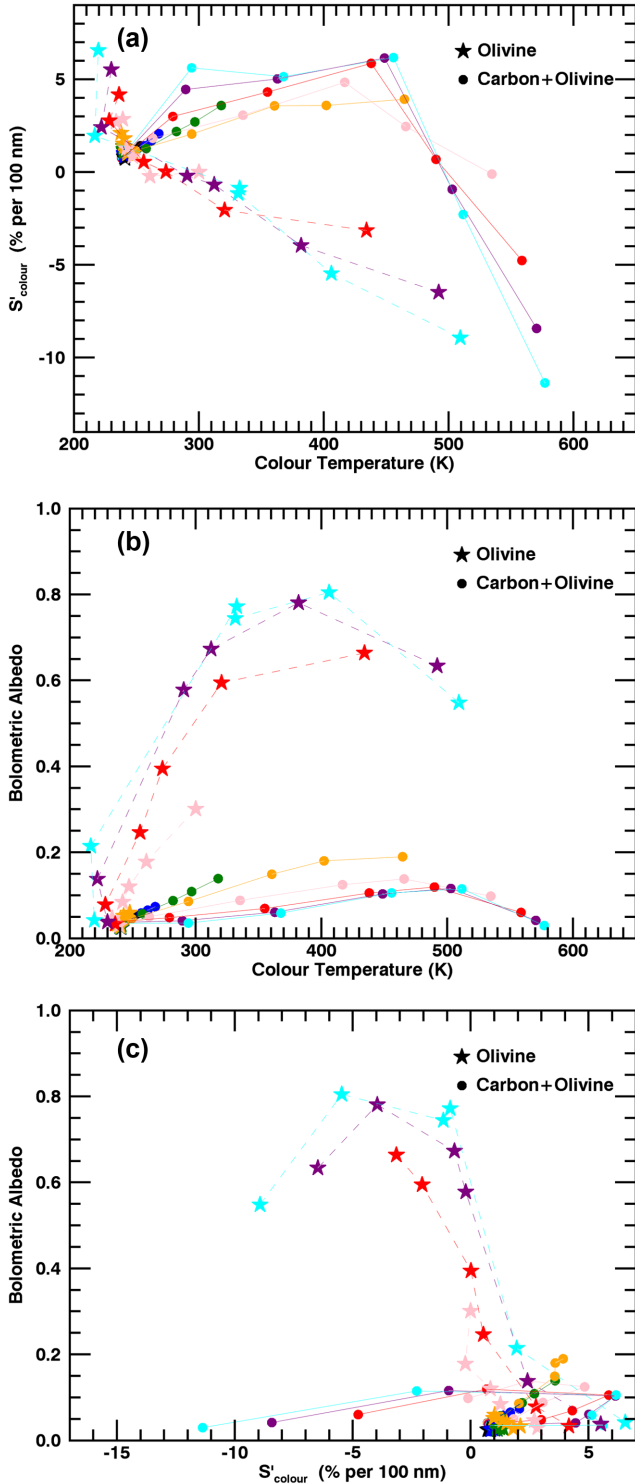 (a)
Olivine
Carbon+Olivine
5
0
-5
-10
S'colour (% per 100 nm)
200 300 400 500 600
Colour Temperature (K)
(b)
Olivine
Carbon+Olivine
1.0
0.8
0.6
0.4
0.2
0.0
Bolometric Albedo
200 300 400 500 600
Colour Temperature (K)
(c)
Olivine
Carbon+Olivine
1.0
0.8
0.6
0.4
0.2
0.0
Bolometric Albedo
-15 -10 -5 0 5
S'colour (% per 100 nm)